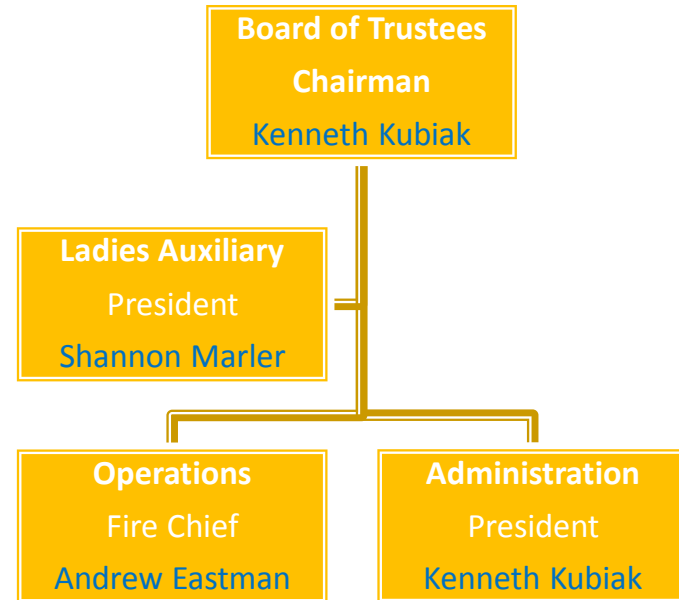 Board of Trustees
Chairman
Kenneth Kubiak
Ladies Auxiliary
President
Shannon Marler
Operations
Fire Chief
Andrew Eastman
Administration
President
Kenneth Kubiak